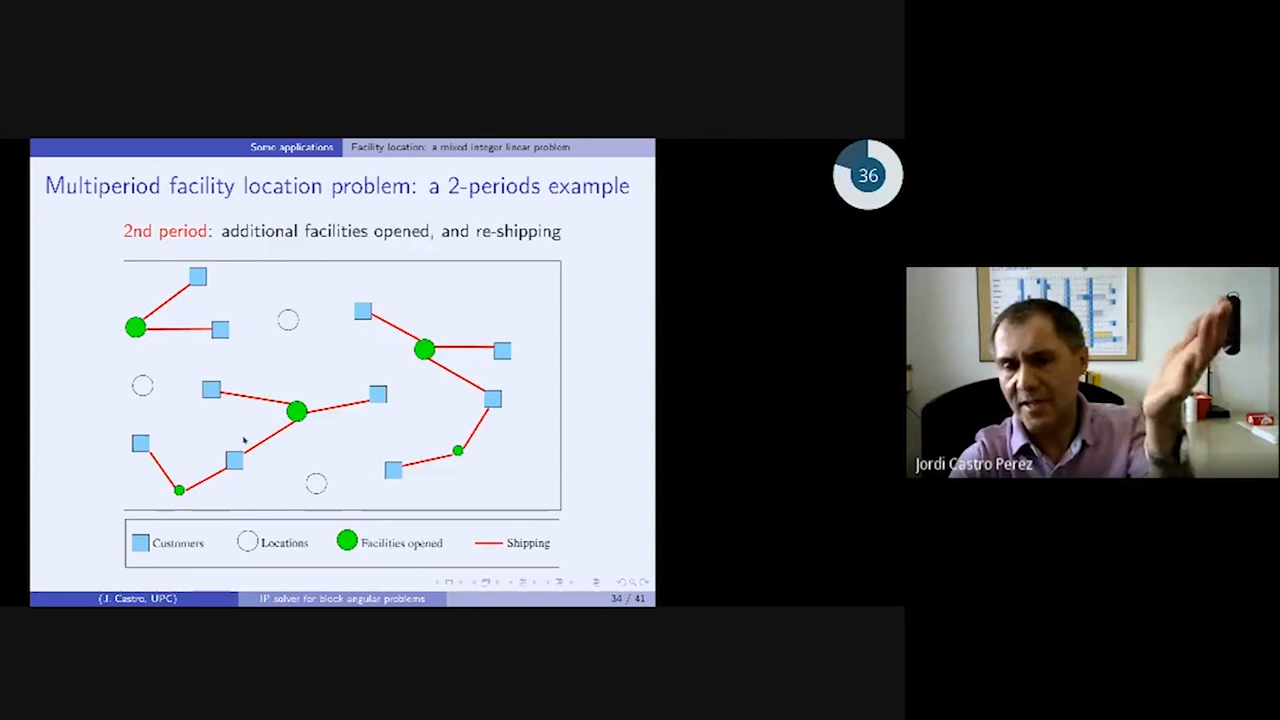 Some applications Facility location: a mixed integer linear problem
Multiperiod facility location problem: a 2-periods example
2nd period: additional facilities opened, and re-shipping
Customers Locations Facilities opened Shipping
(J. Castro, UPC) IP solver for block angular problems 34 / 41
36
Jordi Castro Perez